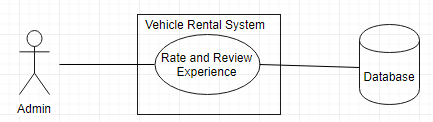 Vehicle Rental System
Rate and Review
Experience
Database
Admin